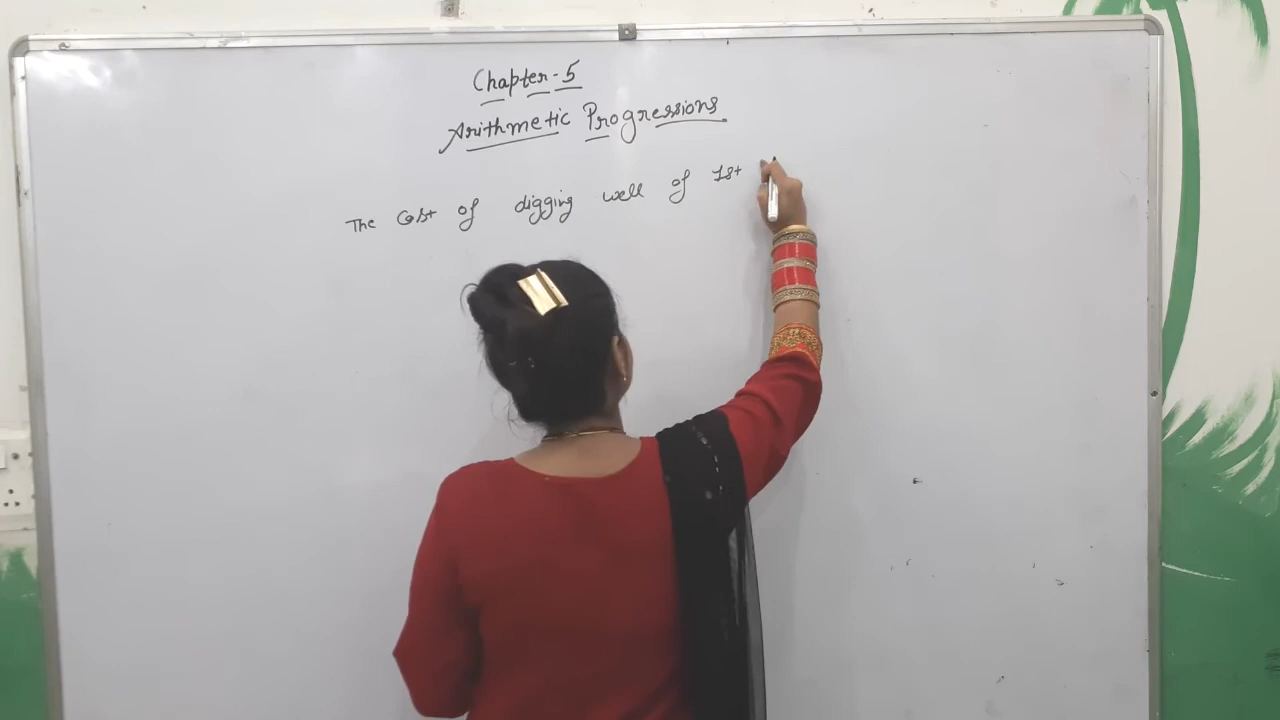 Chapter-5
Arithmetic Progressions
The Cost of digging well of 1st